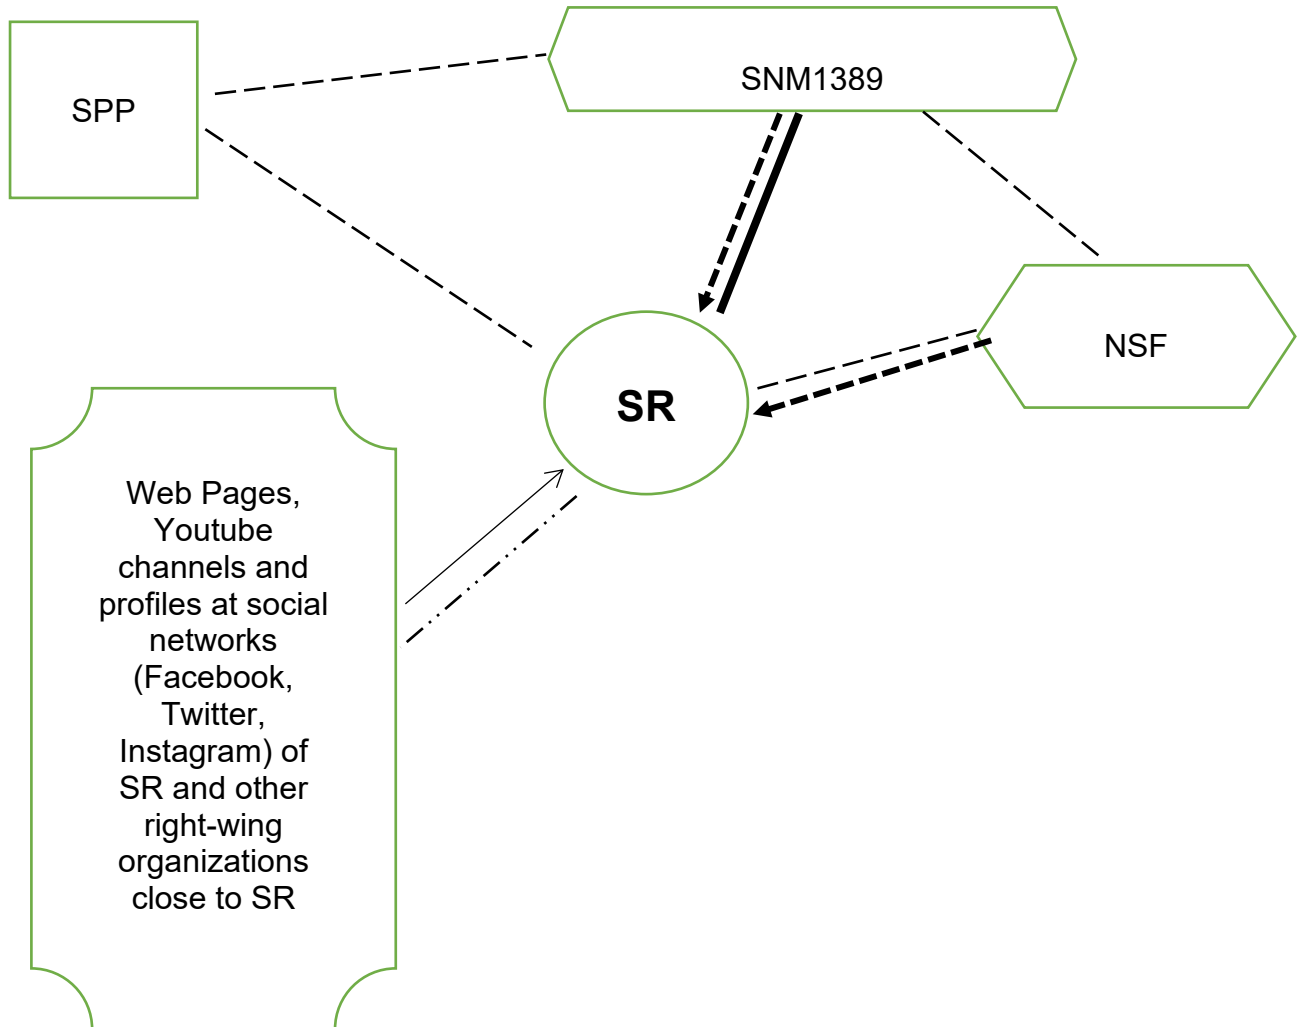 SPP
SNM1389
NSF
SR
Web Pages,
Youtube
channels and
profiles at social
networks
(Facebook,
Twitter,
Instagram) of
SR and other
right-wing
organizations
close to SR